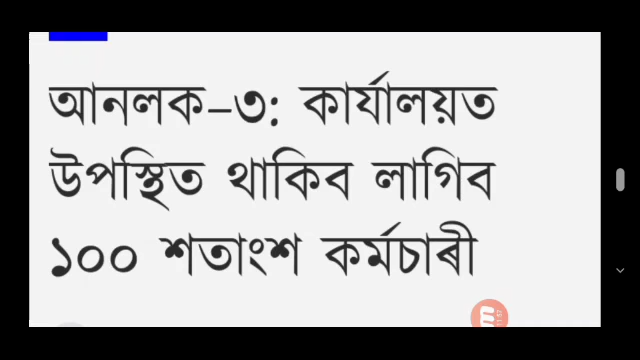 আনলক–৩: কাৰ্যালয়ত
উপস্থিত থাকিব লাগিব
১০০ শতাংশ কৰ্মচাৰী